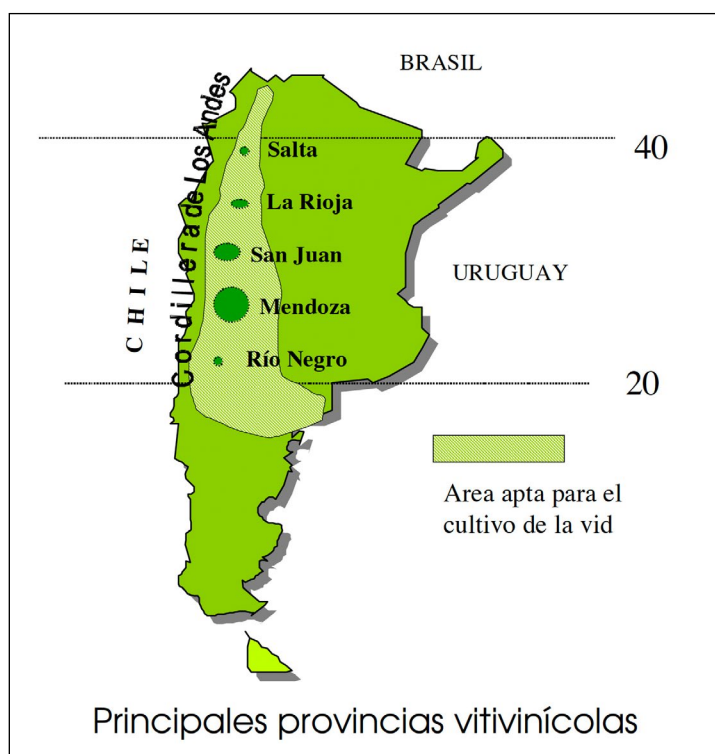 BRASIL
40
Cordillera de Los Andes
Salta
La Rioja
San Juan
CHILE
URUGUAY
Mendoza
Río Negro
20
Area apta para el
cultivo de la vid
Principales provincias vitivinícolas